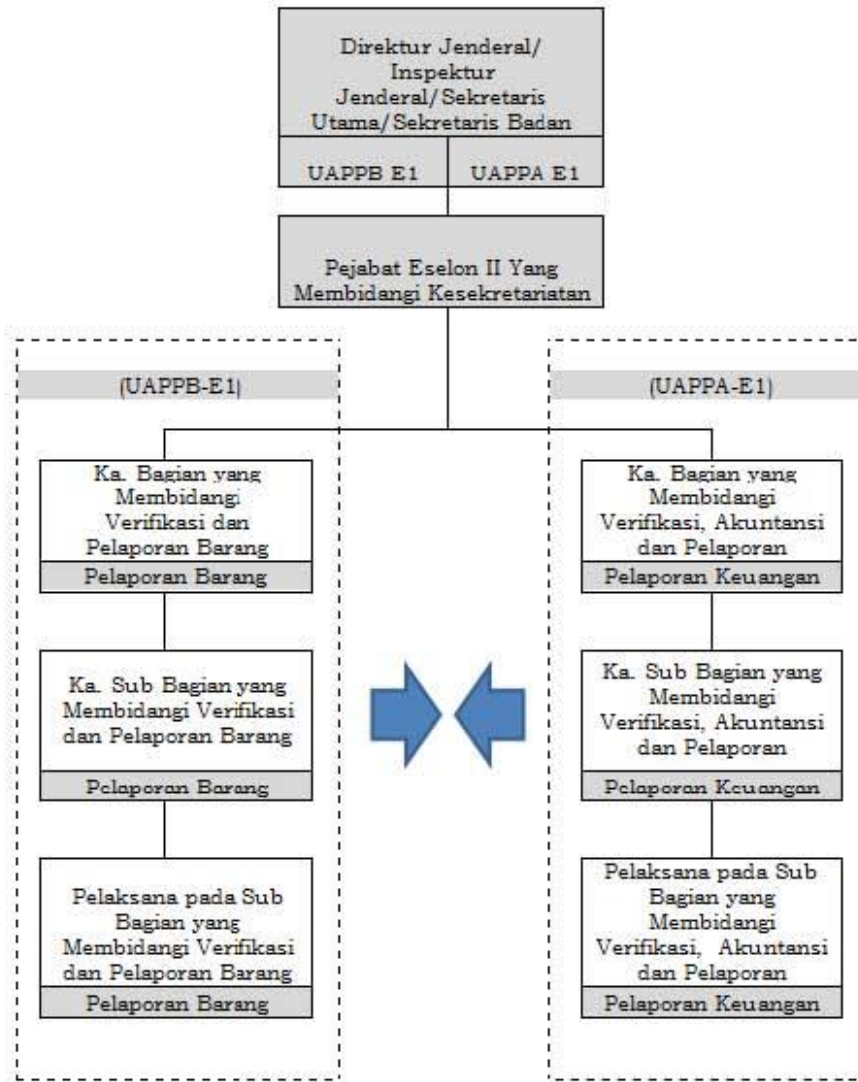 Direktur Jenderal/
Inspektur
Jenderal/Sekretaris
Utama/Sekretaris Badan
UAPPB E1
UAPPA E1
Pejabat Eselon II Yang
Membidangi Kesekretariatan
(UAPPB-E1)
Ka. Bagian yang
Membidangi
Verifikasi dan
Pelaporan Barang
Pelaporan Barang
Ka. Sub Bagian yang
Membidangi Verifikasi
dan Pelaporan Barang
Pelaporan Barang
Pelaksana pada Sub
Bagian yang
Membidangi Verifikasi
dan Pelaporan Barang
Pelaporan Barang
(UAPPA-E1)
Ka. Bagian yang
Membidangi
Verifikasi, Akuntansi
dan Pelaporan
Pelaporan Keuangan
Ka. Sub Bagian yang
Membidangi
Verifikasi, Akuntansi
dan Pelaporan
Pelaporan Keuangan
Pelaksana pada Sub
Bagian yang
Membidangi
Verifikasi, Akuntansi
dan Pelaporan
Pelaporan Keuangan